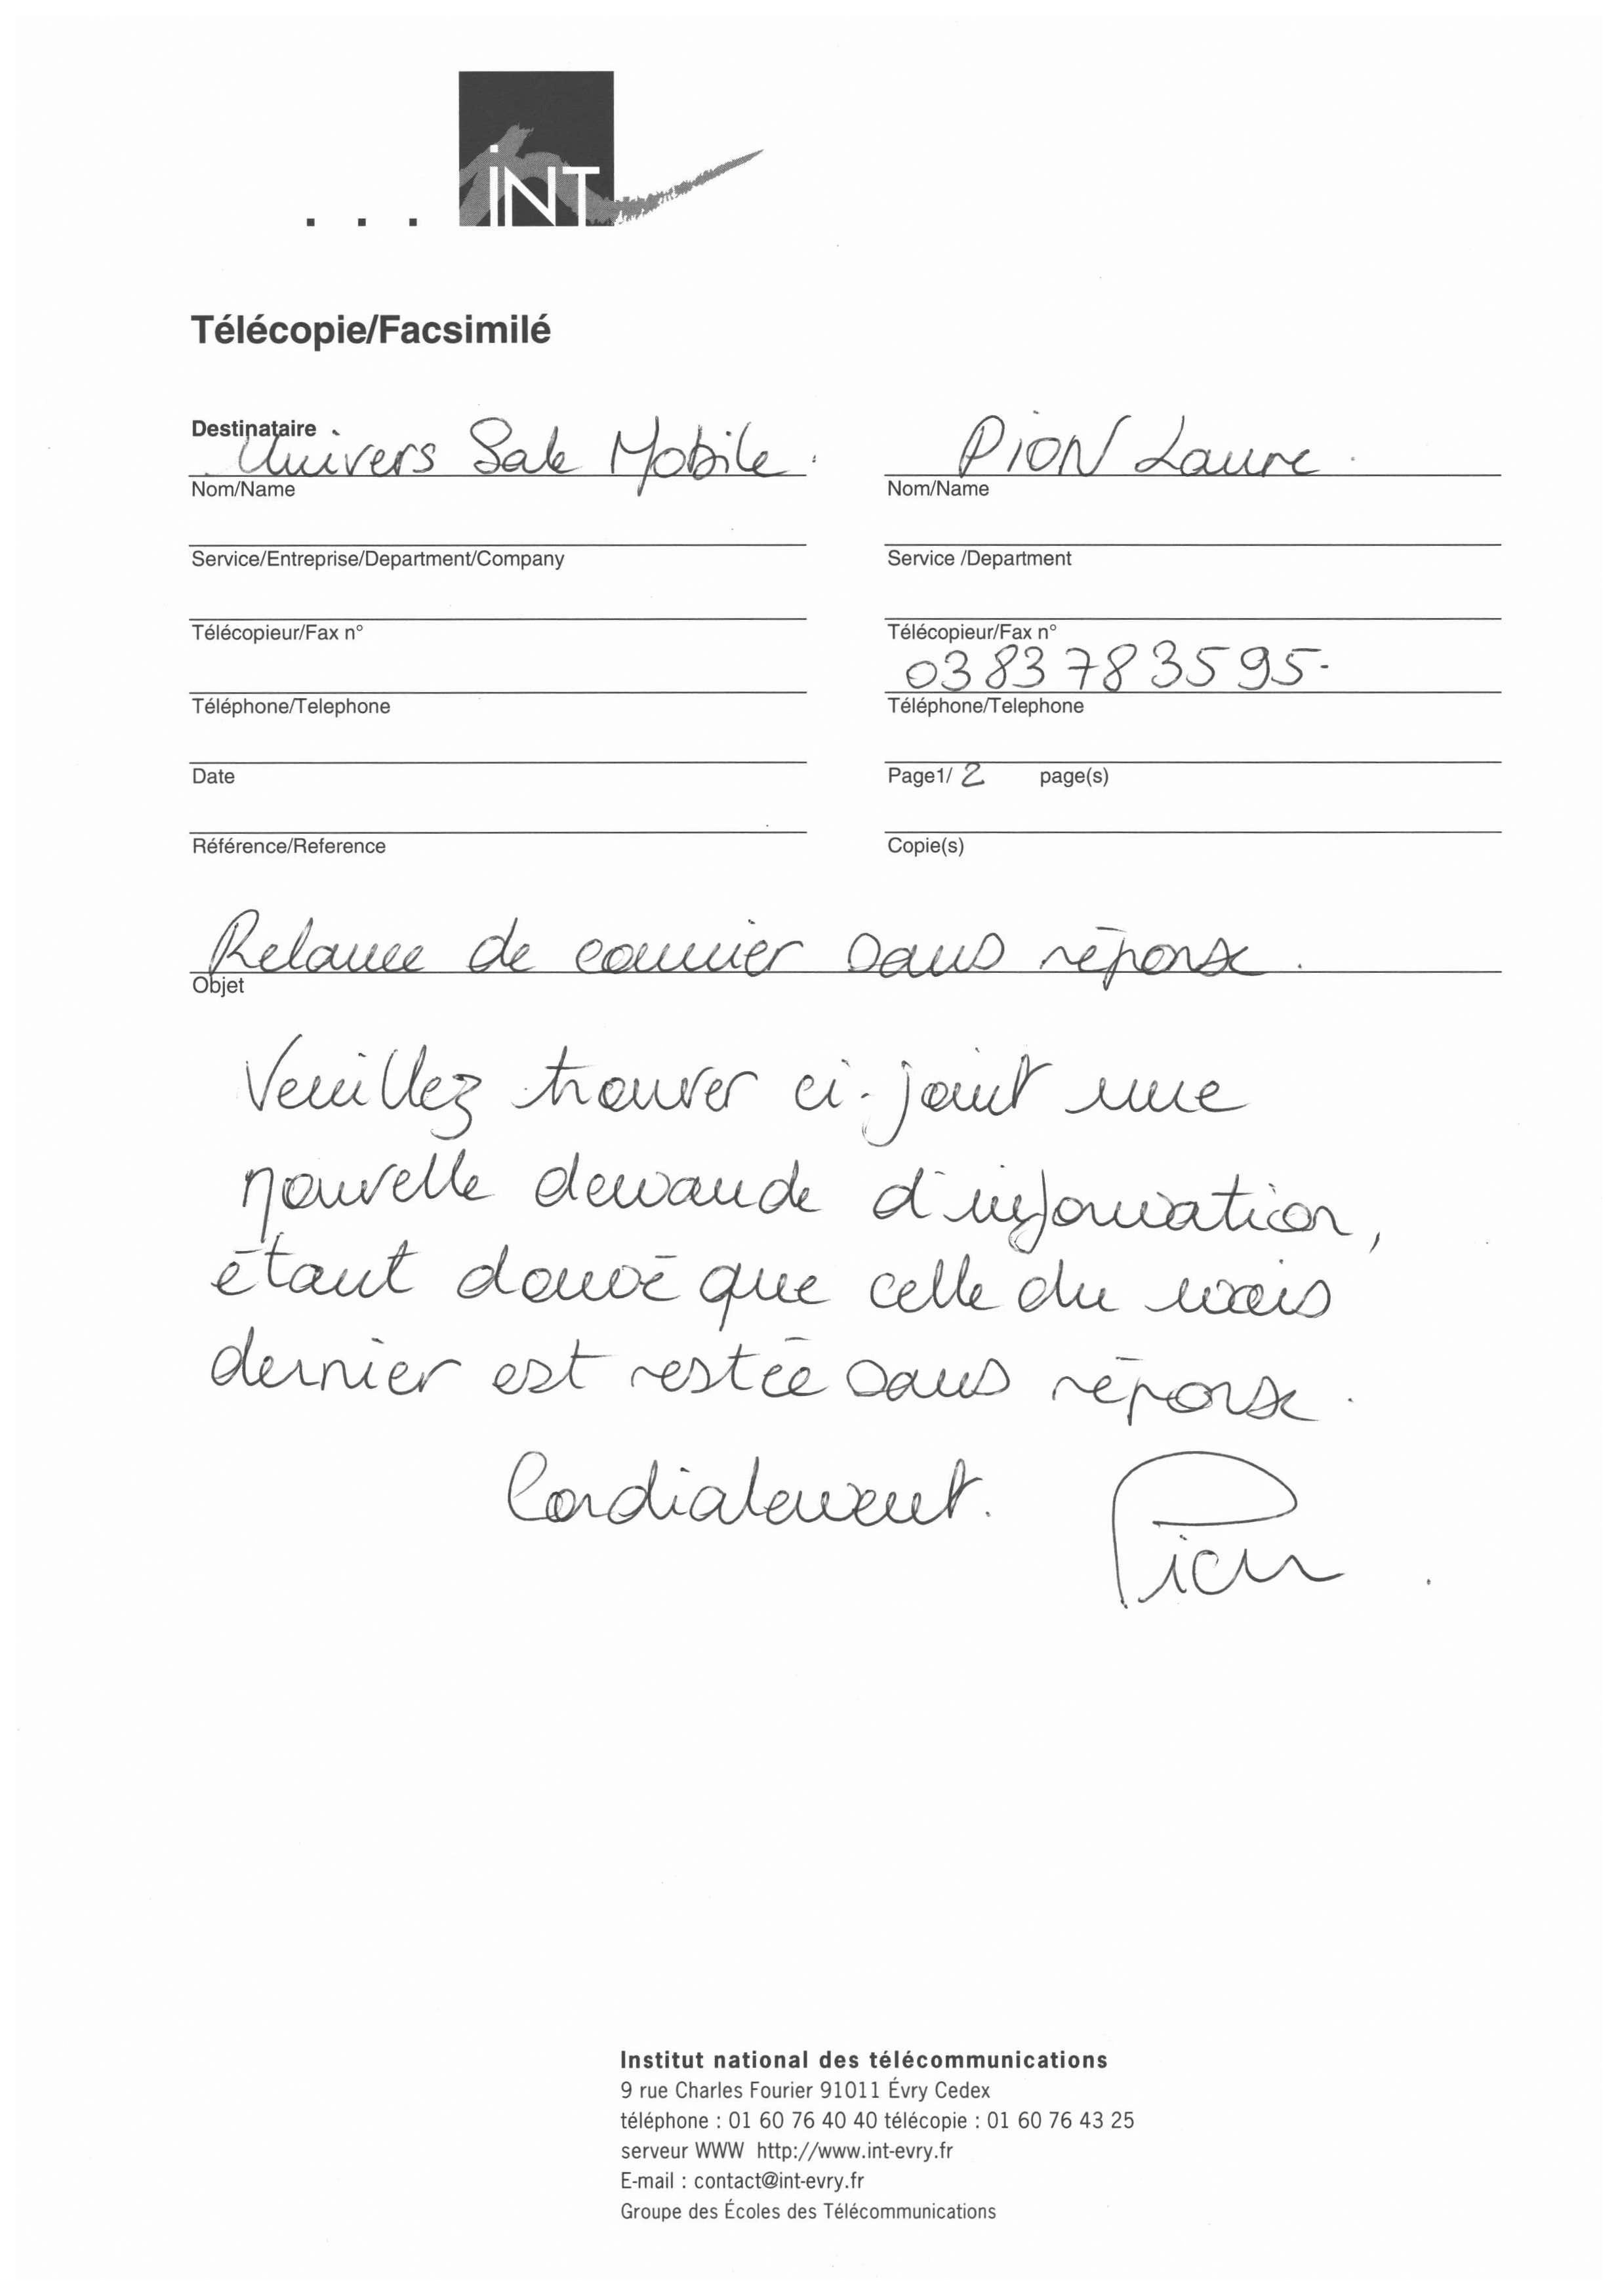 ... iNT
Télécopie/Facsimilé
Destinataire
Univers Sale Mobile.
PION Laure.
Nom/Name
Nom/Name
Service/Entreprise/Department/Company
Service /Department
Télécopieur/Fax n°
Télécopieur/Fax n°
0383783595.
Téléphone/Telephone
Téléphone/Telephone
Date
Page1/ 2 page(s)
Référence/Reference
Copie(s)
Relance de courrier sans réponse.
Objet
Veuillez trouver ci-joint une
nouvelle demande d'information,
étant donné que celle du mois
dernier est restée sans réponse.
Cordialement.
Pion
Institut national des télécommunications
9 rue Charles Fourier 91011 Évry Cedex
téléphone : 01 60 76 40 40 télécopie : 01 60 76 43 25
serveur WWW http://www.int-evry.fr
E-mail : contact@int-evry.fr
Groupe des Écoles des Télécommunications